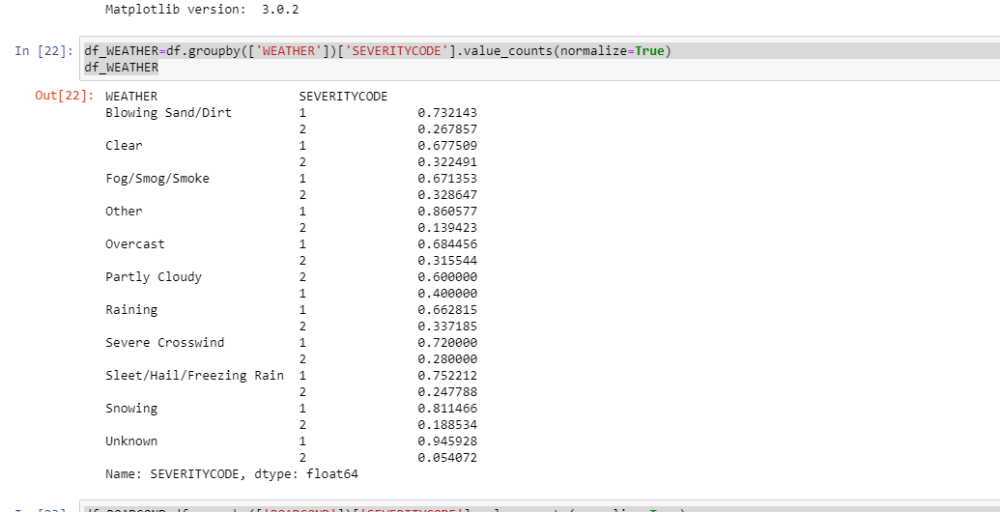 Matplotlib version:  3.0.2
In [22]: df_WEATHER=df.groupby(['WEATHER'])['SEVERITYCODE'].value_counts(normalize=True)
df_WEATHER
Out[22]: WEATHER                   SEVERITYCODE
Blowing Sand/Dirt         1               0.732143
2               0.267857
Clear                     1               0.677509
2               0.322491
Fog/Smog/Smoke            1               0.671353
2               0.328647
Other                     1               0.860577
2               0.139423
Overcast                  1               0.684456
2               0.315544
Partly Cloudy             2               0.600000
1               0.400000
Raining                   1               0.662815
2               0.337185
Severe Crosswind          1               0.720000
2               0.280000
Sleet/Hail/Freezing Rain  1               0.752212
2               0.247788
Snowing                   1               0.811466
2               0.188534
Unknown                   1               0.945928
2               0.054072
Name: SEVERITYCODE, dtype: float64